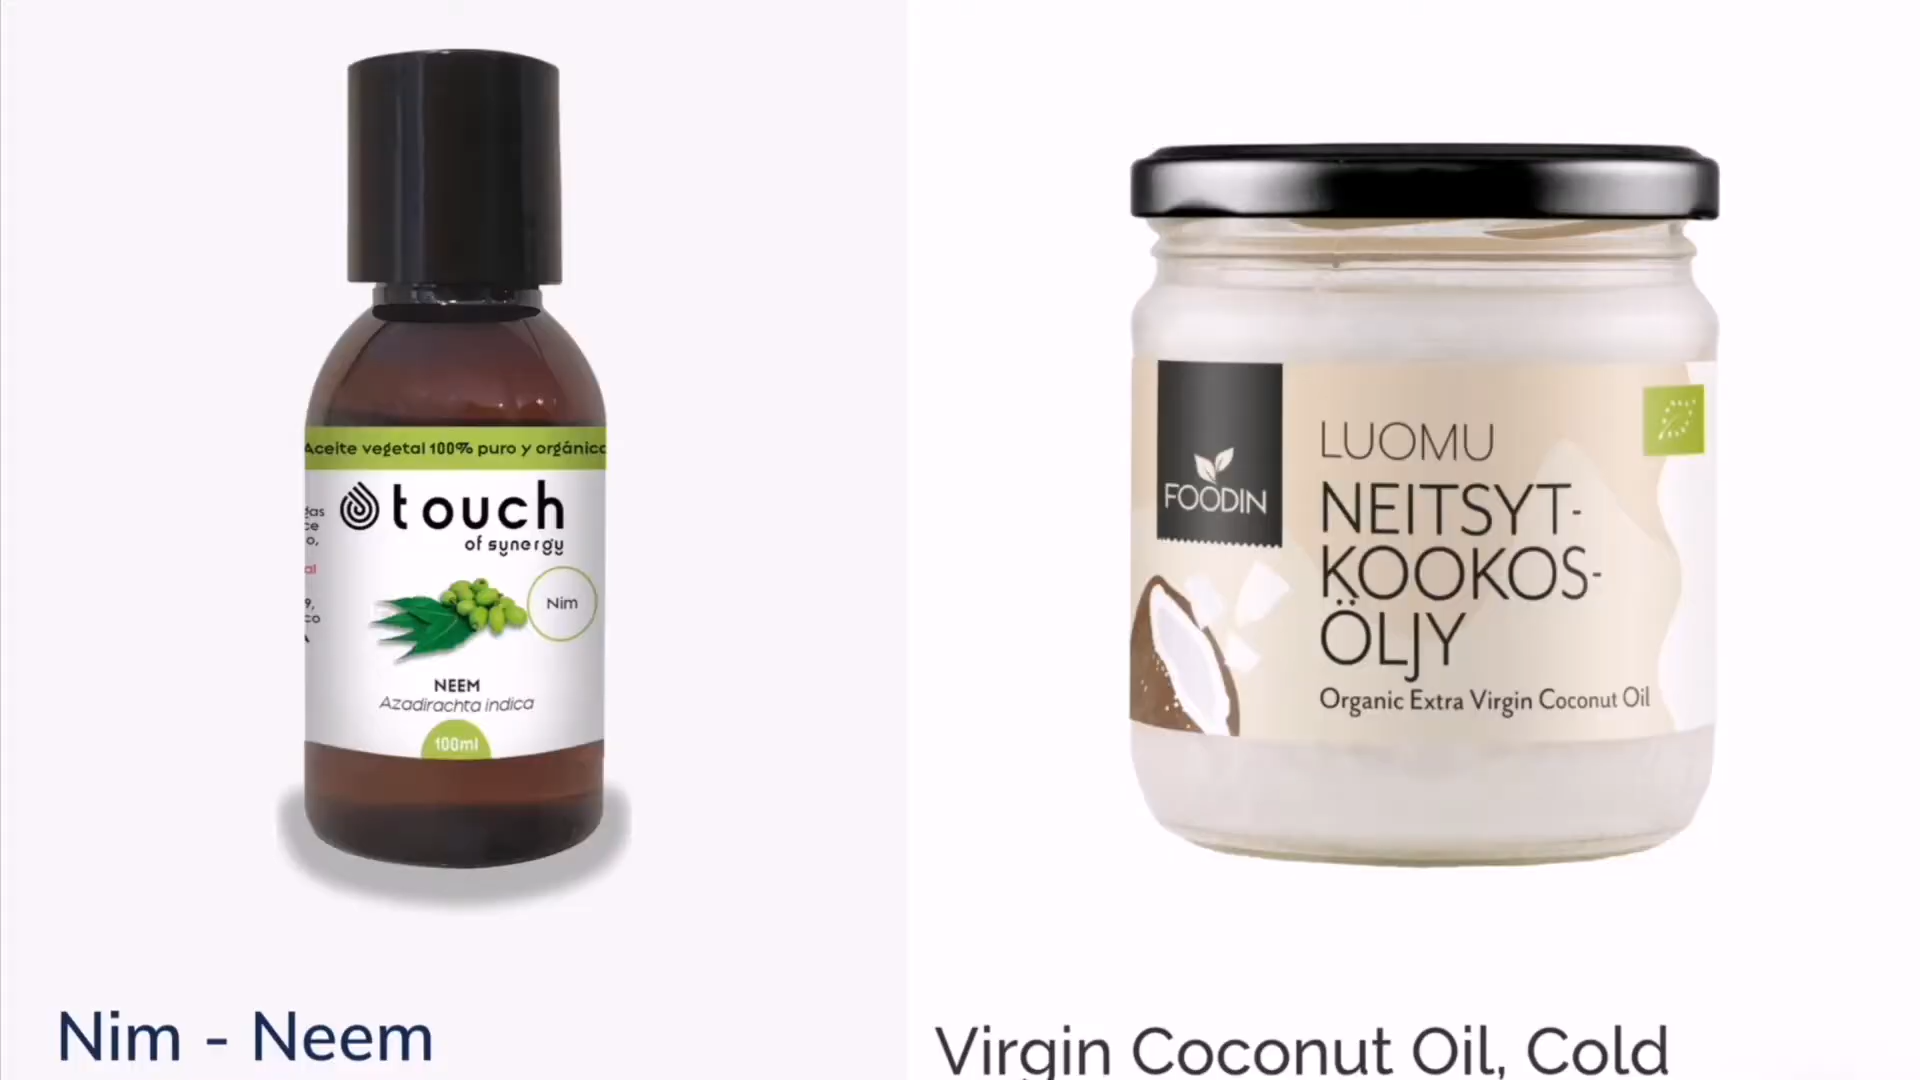 Aceite vegetal 100% puro y orgánico
touch
of synergy
Nim
NEEM
Azadirachta indica
100ml
Nim - Neem
FOODIN
LUOMU
NEITSYT-
KOOKOS-
ÖLJY
Organic Extra Virgin Coconut Oil
Virgin Coconut Oil, Cold